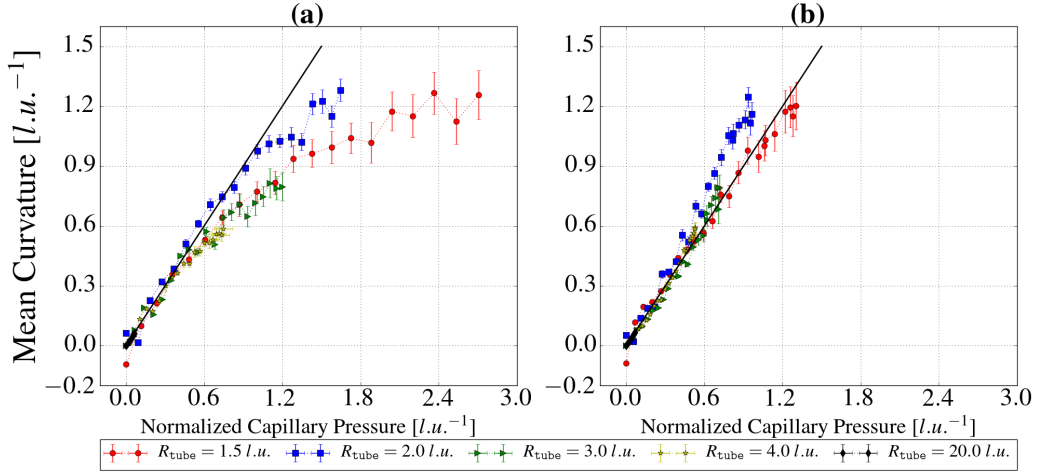 (a)
(b)
Mean Curvature [l.u.⁻¹]
1.5
1.2
0.9
0.6
0.3
0.0
−0.2
0.0 0.6 1.2 1.8 2.4 3.0
Normalized Capillary Pressure [l.u.⁻¹]
1.5
1.2
0.9
0.6
0.3
0.0
−0.2
0.0 0.6 1.2 1.8 2.4 3.0
Normalized Capillary Pressure [l.u.⁻¹]
R_tube = 1.5 l.u. R_tube = 2.0 l.u. R_tube = 3.0 l.u. R_tube = 4.0 l.u. R_tube = 20.0 l.u.